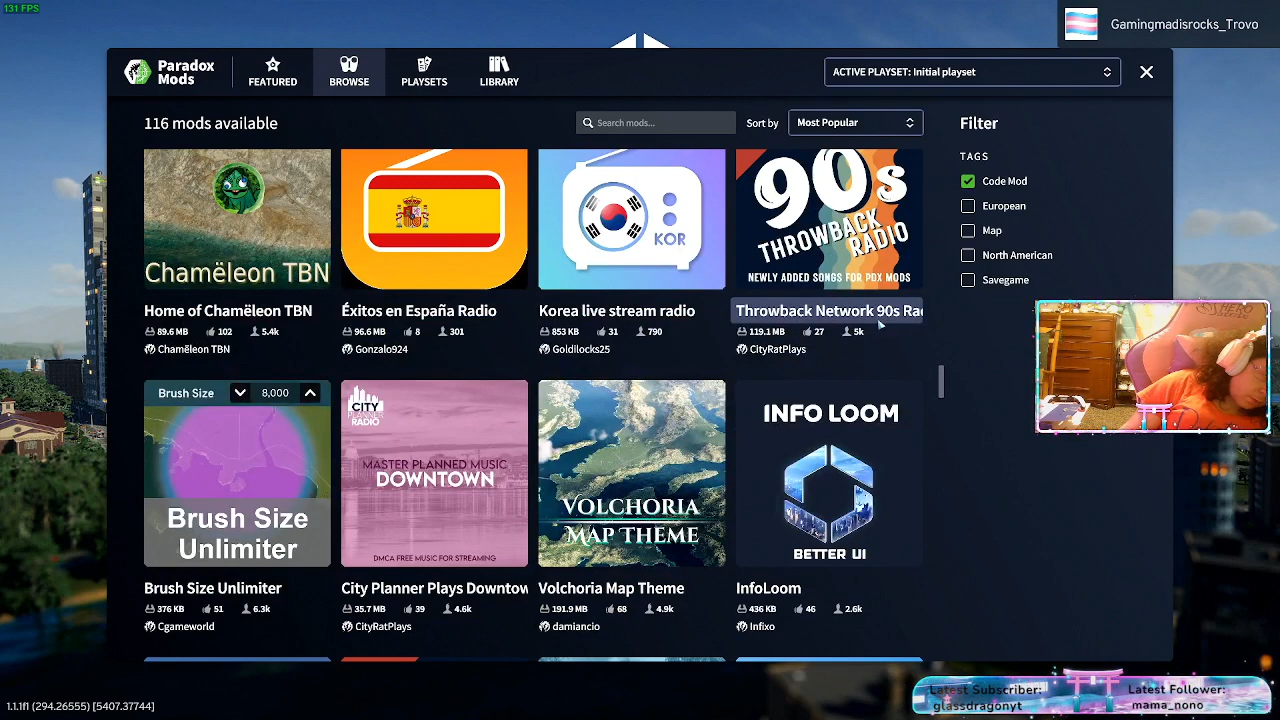 131 FPS
Gamingmadisrocks_Trovo
Paradox
Mods
FEATURED
BROWSE
PLAYSETS
LIBRARY
ACTIVE PLAYSET: Initial playset
116 mods available
Search mods...
Sort by
Most Popular
Filter
TAGS
Code Mod
European
Map
North American
Savegame
Chamëleon TBN
KOR
90s
THROWBACK
RADIO
NEWLY ADDED SONGS FOR PDX MODS
Home of Chamëleon TBN
89.6 MB 102 5.4k
Chamëleon TBN
Éxitos en España Radio
96.6 MB 8 301
Gonzalo924
Korea live stream radio
853 KB 31 790
Goldilocks25
Throwback Network 90s Rac
119.1 MB 27 5k
CityRatPlays
Brush Size 8,000
Brush Size
Unlimiter
CITY
PLANNER
RADIO
MASTER PLANNED MUSIC
DOWNTOWN
DMCA FREE MUSIC FOR STREAMING
VOLCHORIA
MAP THEME
INFO LOOM
BETTER UI
Brush Size Unlimiter
376 KB 51 6.3k
Cgameworld
City Planner Plays Downtow
35.7 MB 39 4.6k
CityRatPlays
Volchoria Map Theme
191.9 MB 68 4.9k
damiancio
InfoLoom
436 KB 46 2.6k
Infixo
Latest Subscriber:
glassdragonyt
Latest Follower:
mama_nono
1.1.1f1 (294.26555) [5407.37744]